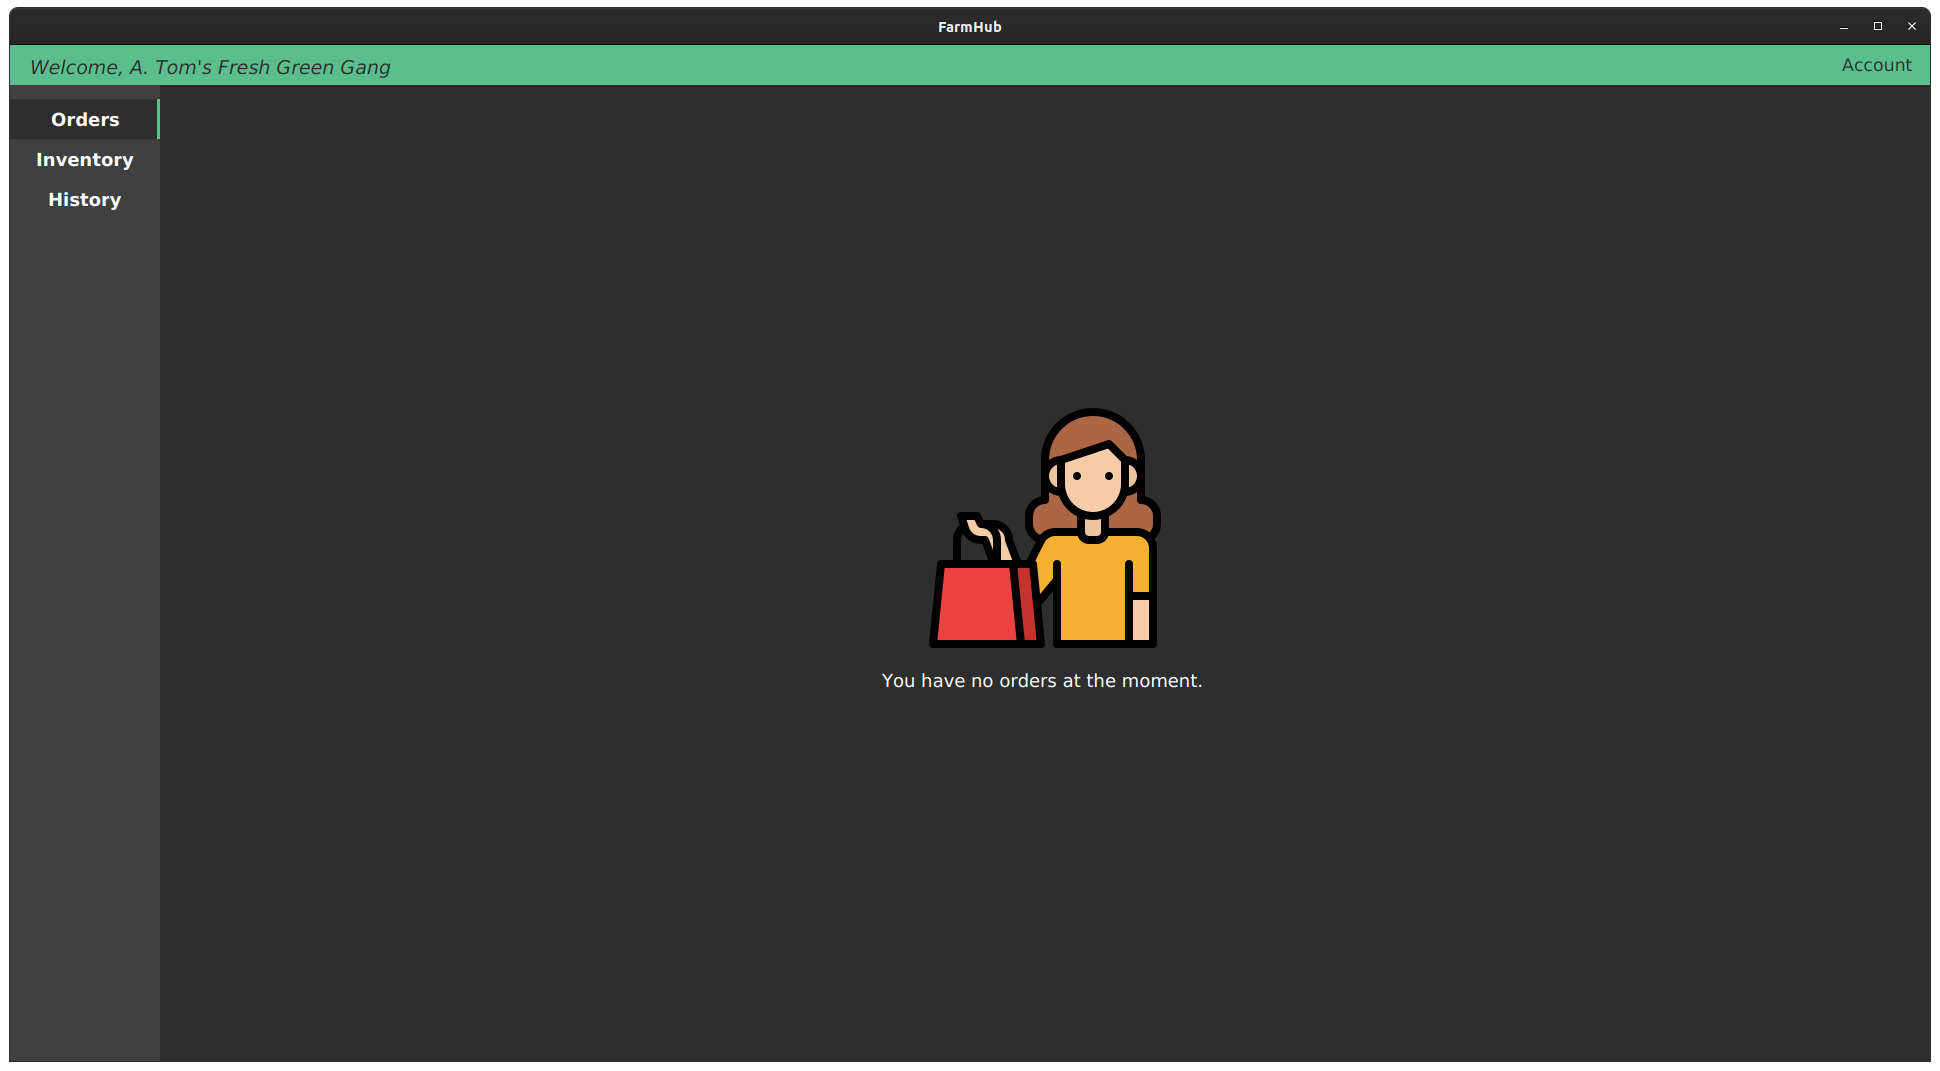 FarmHub
Welcome, A. Tom's Fresh Green Gang
Account
Orders
Inventory
History
You have no orders at the moment.